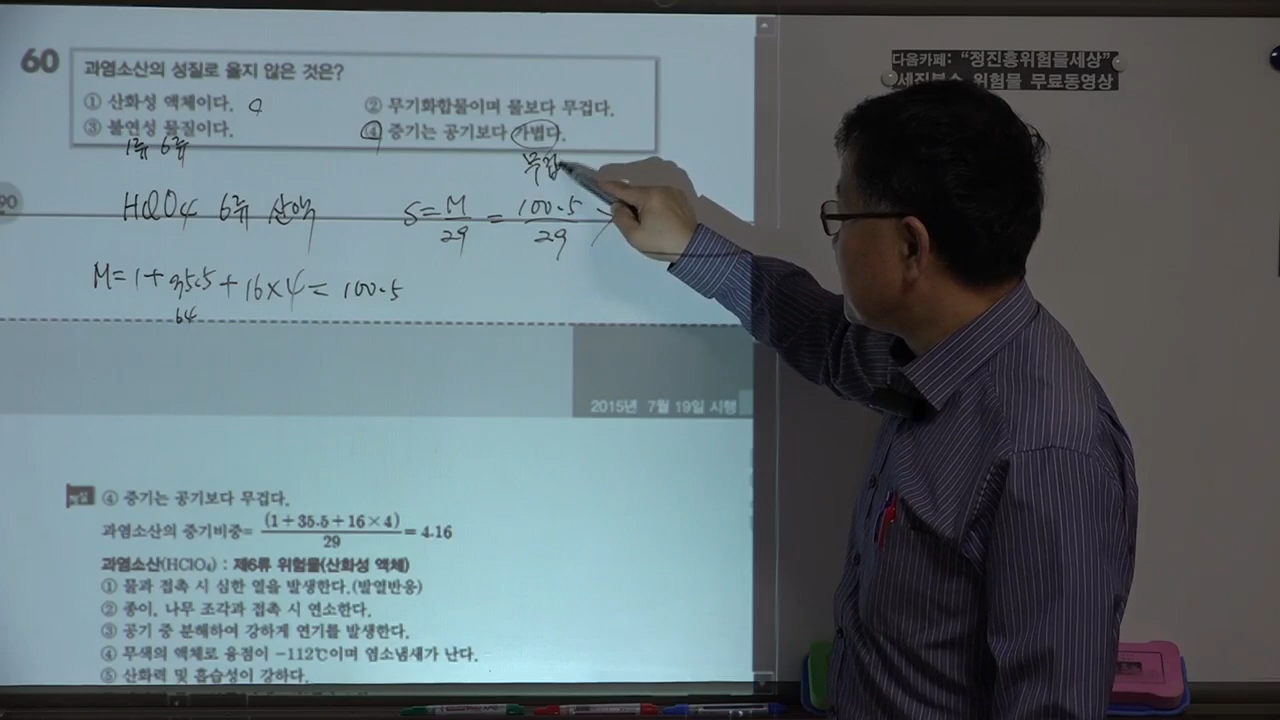 60
과염소산의 성질로 옳지 않은 것은?
① 산화성 액체이다.
② 무기화합물이며 물보다 무겁다.
③ 불연성 물질이다.
④ 증기는 공기보다 가볍다.
1류 6류
무겁
90
HClO4 6류 산액
S=M/29=100.5/29
M=1+35.5+16×4=100.5
64
2015년 7월 19일 시행
④ 증기는 공기보다 무겁다.
과염소산의 증기비중= (1+35.5+16×4)/29 =4.16
과염소산(HClO₄) : 제6류 위험물(산화성 액체)
① 물과 접촉 시 심한 열을 발생한다.(발열반응)
② 종이, 나무 조각과 접촉 시 연소한다.
③ 공기 중 분해하여 강하게 연기를 발생한다.
④ 무색의 액체로 융점이 -112℃이며 염소냄새가 난다.
⑤ 산화력 및 흡습성이 강하다.
다음카페: "정진홍위험물세상"
위험물 무료동영상